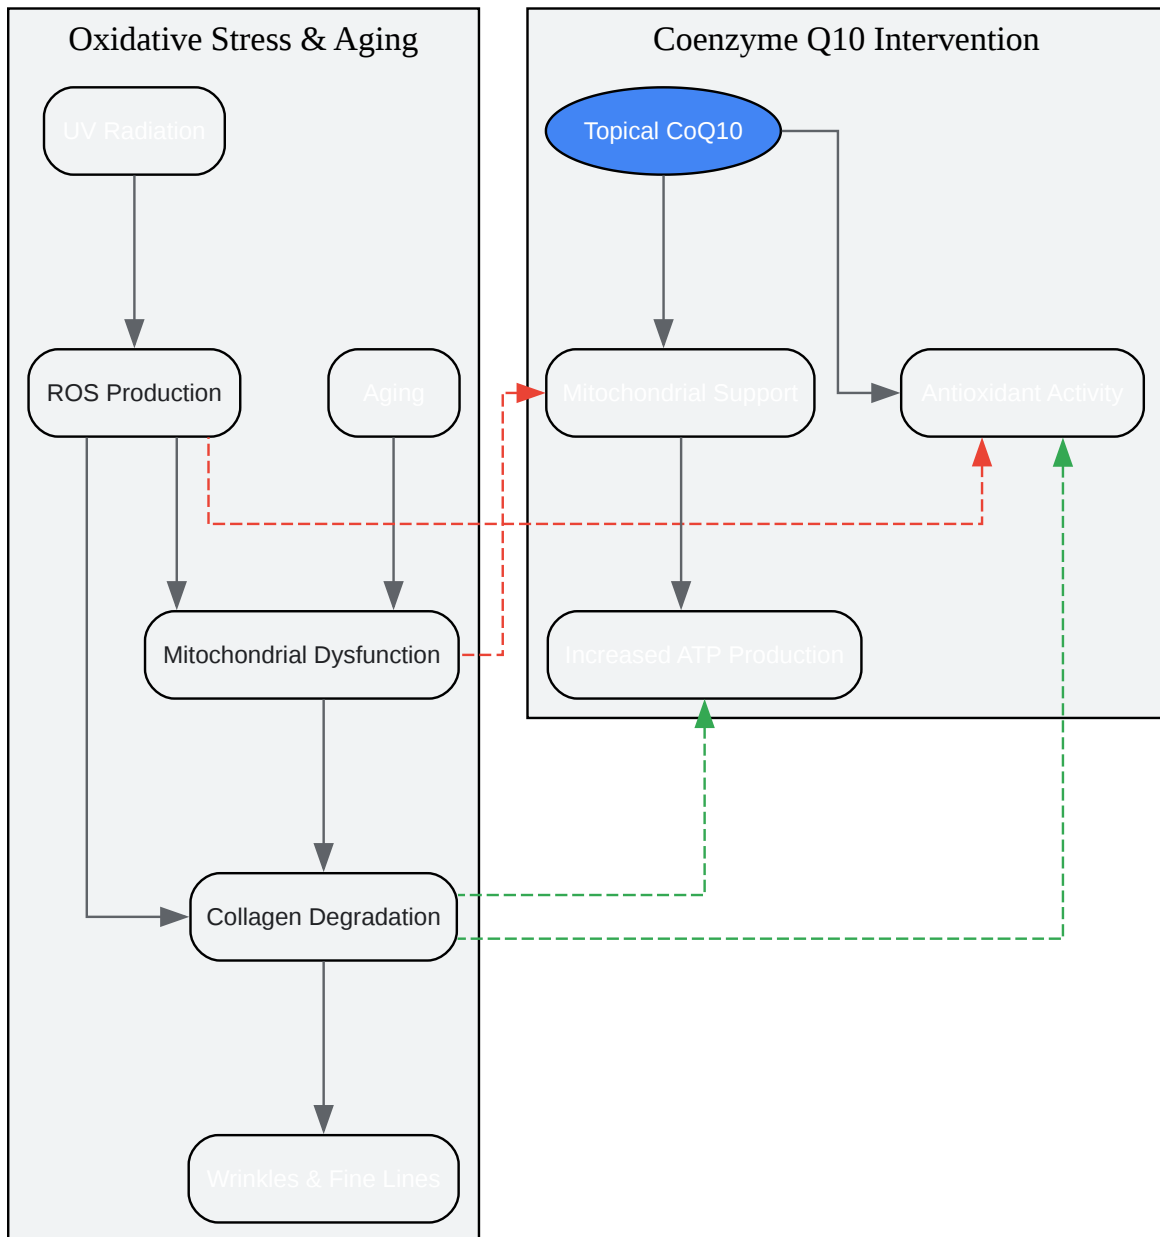 Oxidative Stress & Aging
UV Radiation
ROS Production
Aging
Mitochondrial Dysfunction
Collagen Degradation
Wrinkles & Fine Lines
Coenzyme Q10 Intervention
Topical CoQ10
Mitochondrial Support
Antioxidant Activity
Increased ATP Production